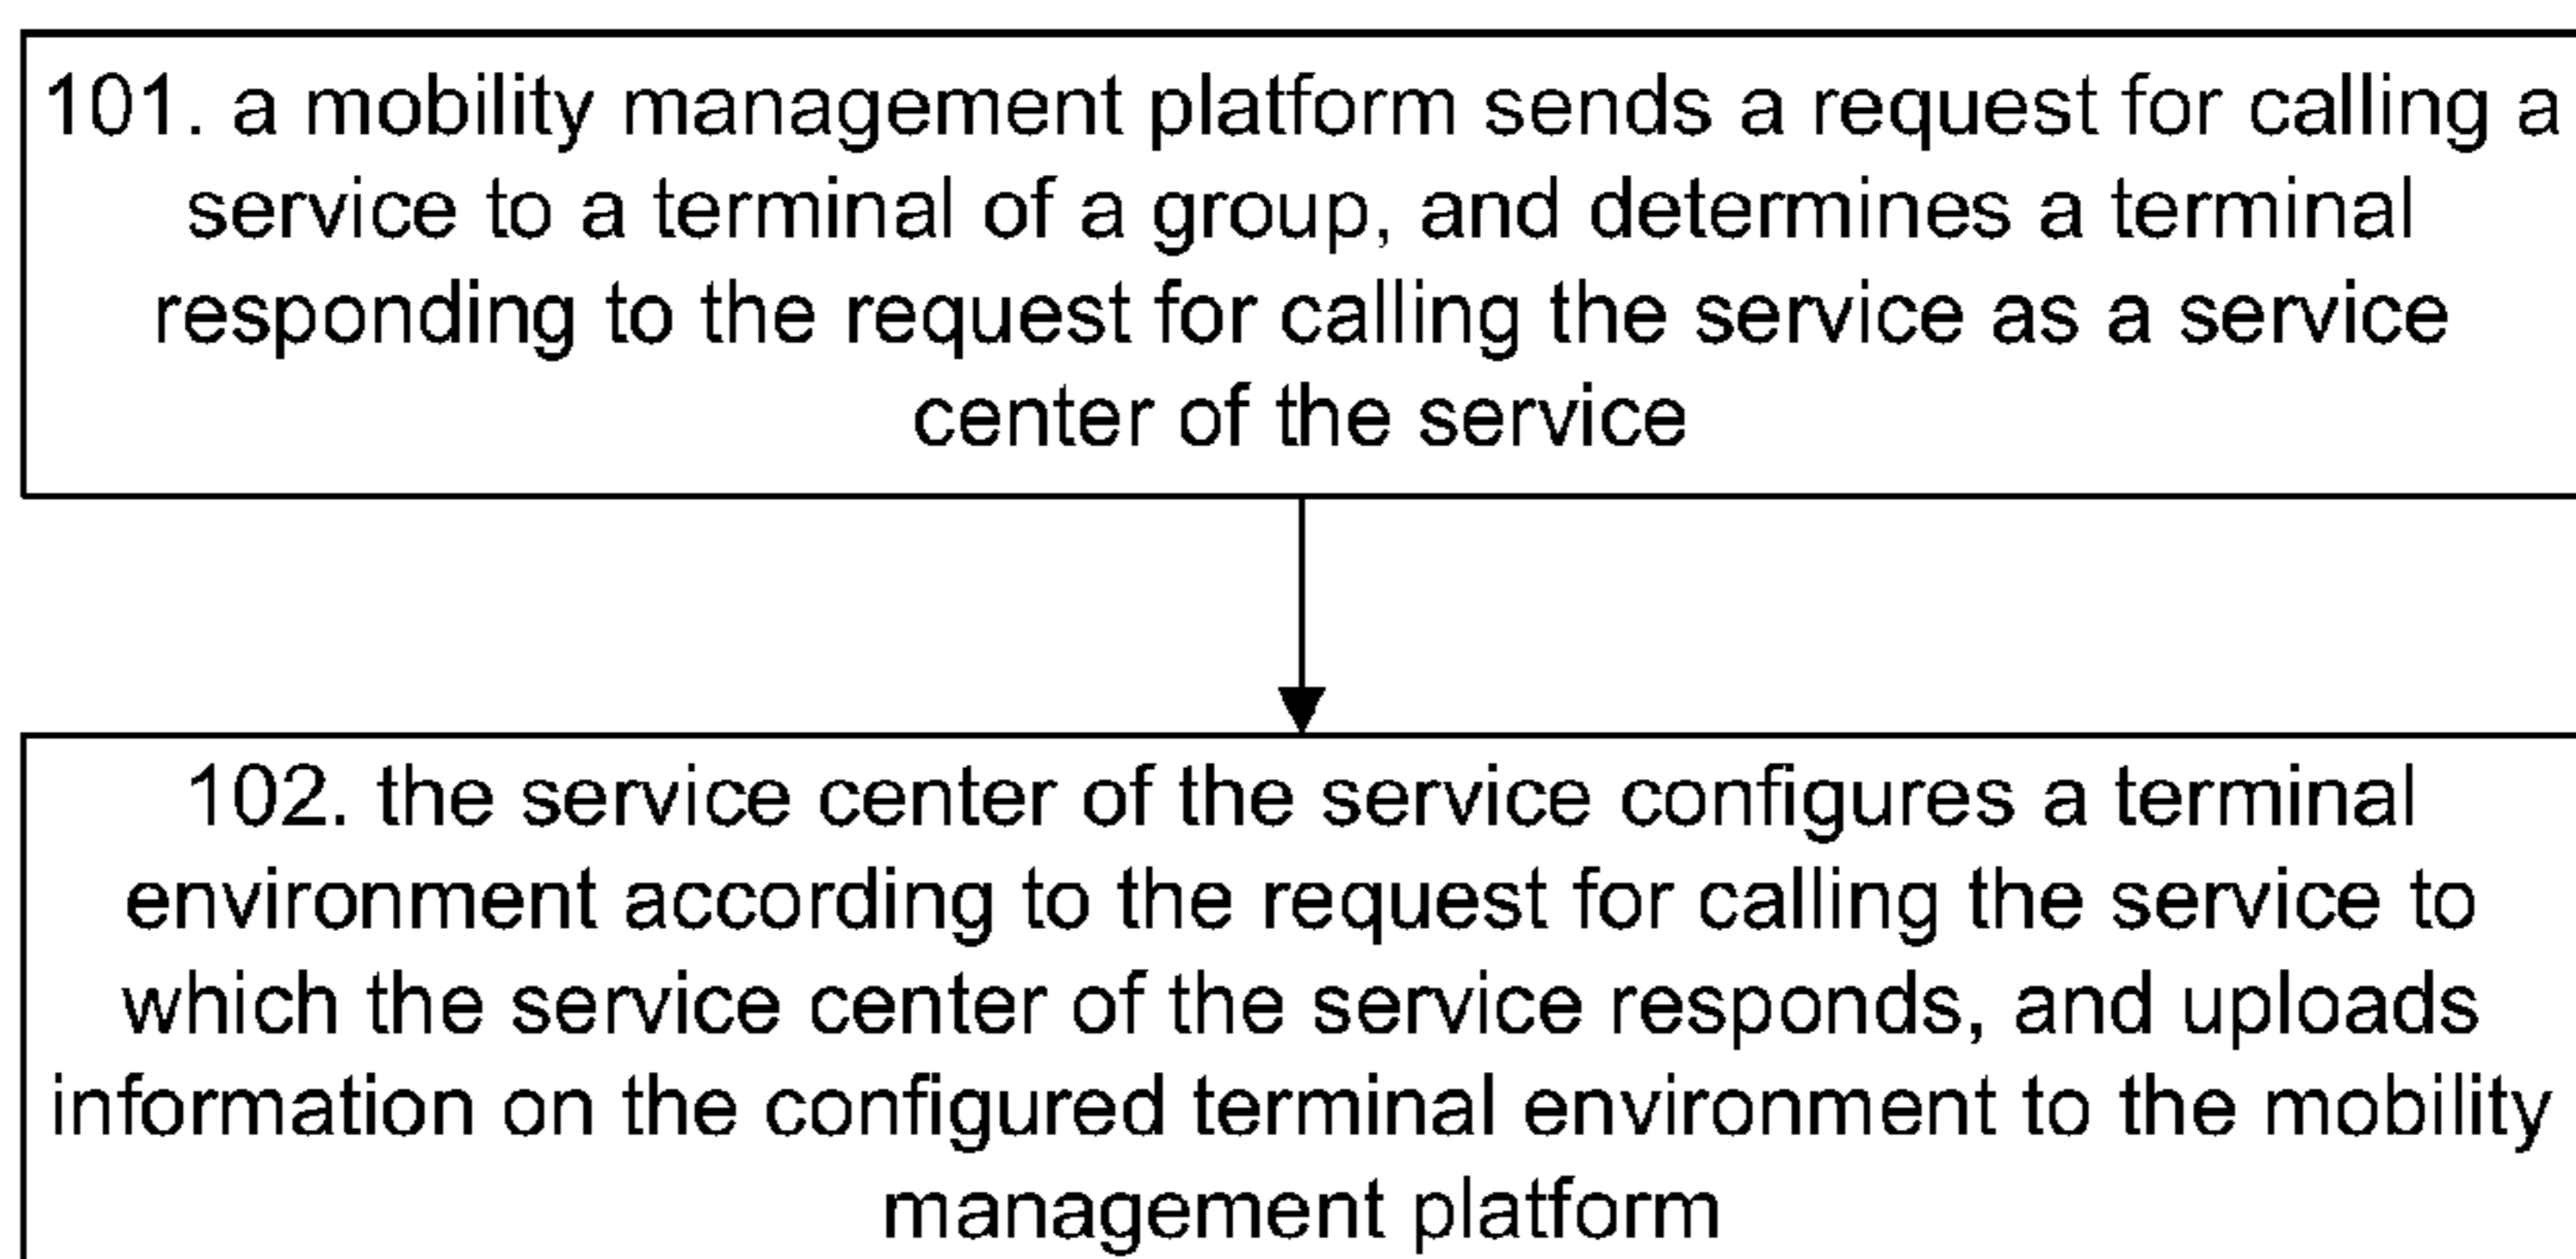 101. a mobility management platform sends a request for calling a
service to a terminal of a group, and determines a terminal
responding to the request for calling the service as a service
center of the service
102. the service center of the service configures a terminal
environment according to the request for calling the service to
which the service center of the service responds, and uploads
information on the configured terminal environment to the mobility
management platform